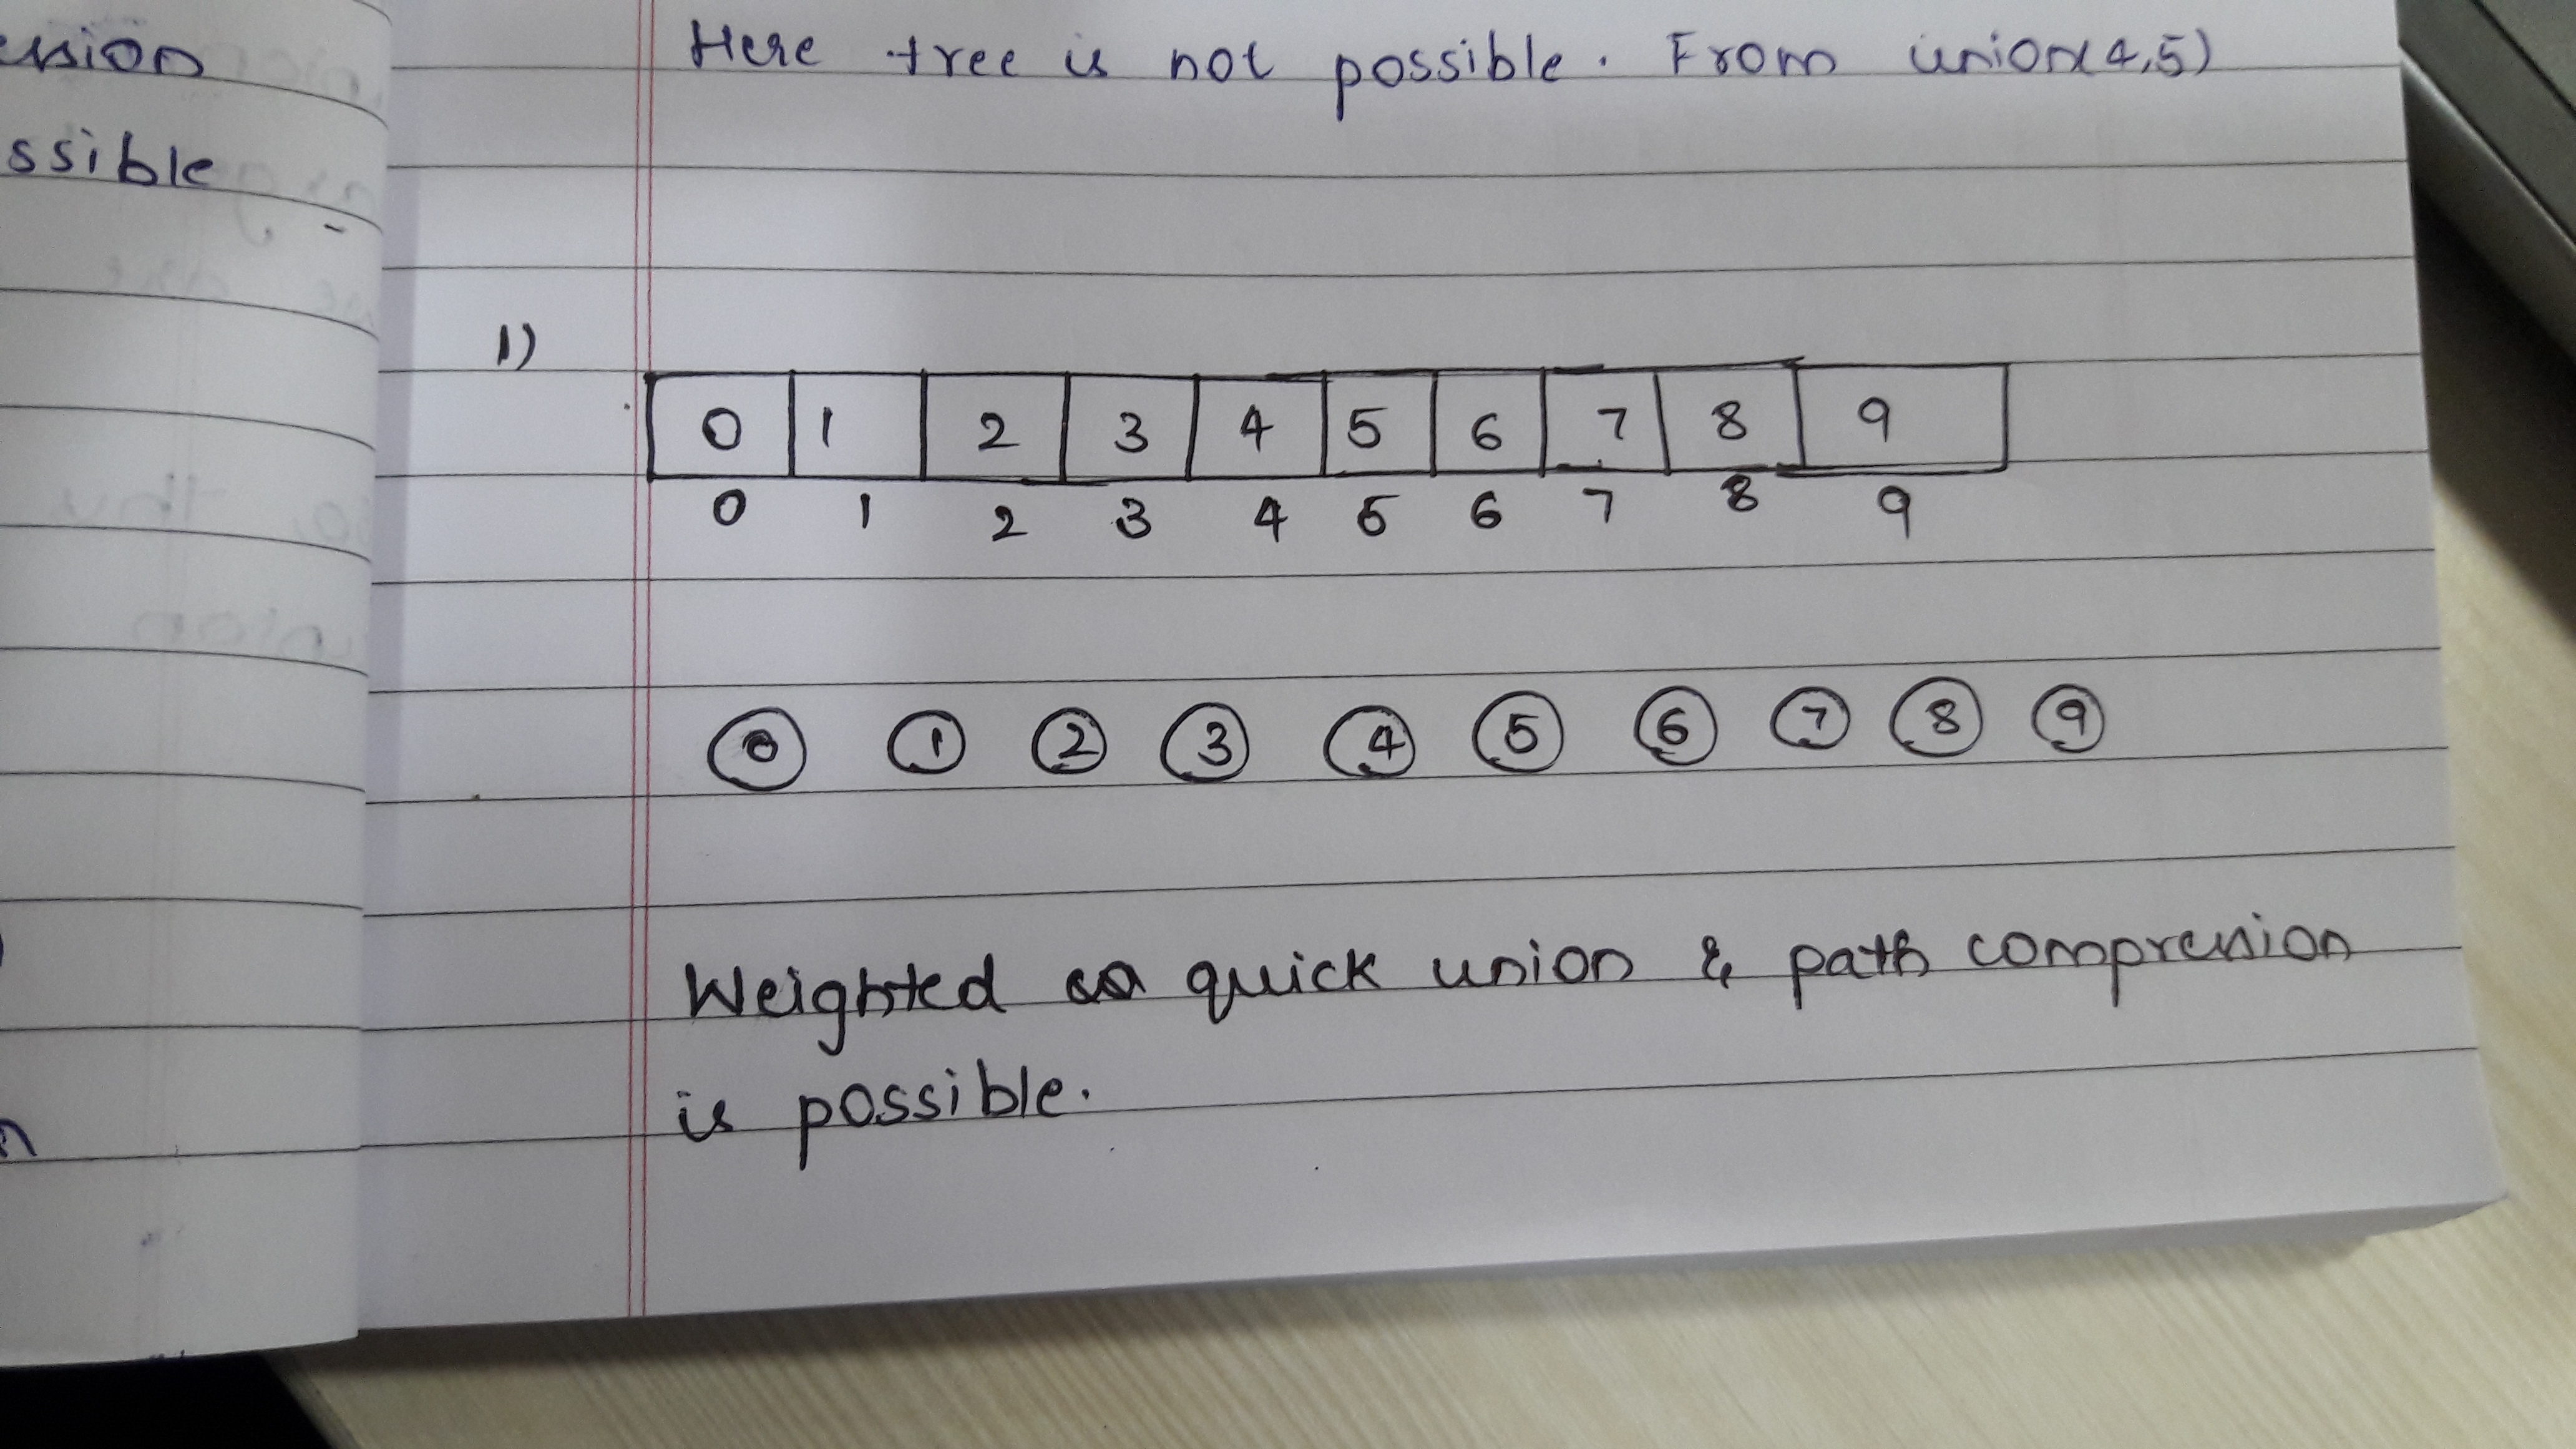 Here tree is not possible. From union(4,5)
ssible
1)
0 1 2 3 4 5 6 7 8 9
0 1 2 3 4 5 6 7 8 9
0 1 2 3 4 5 6 7 8 9
Weighted quick union & path compression
is possible.